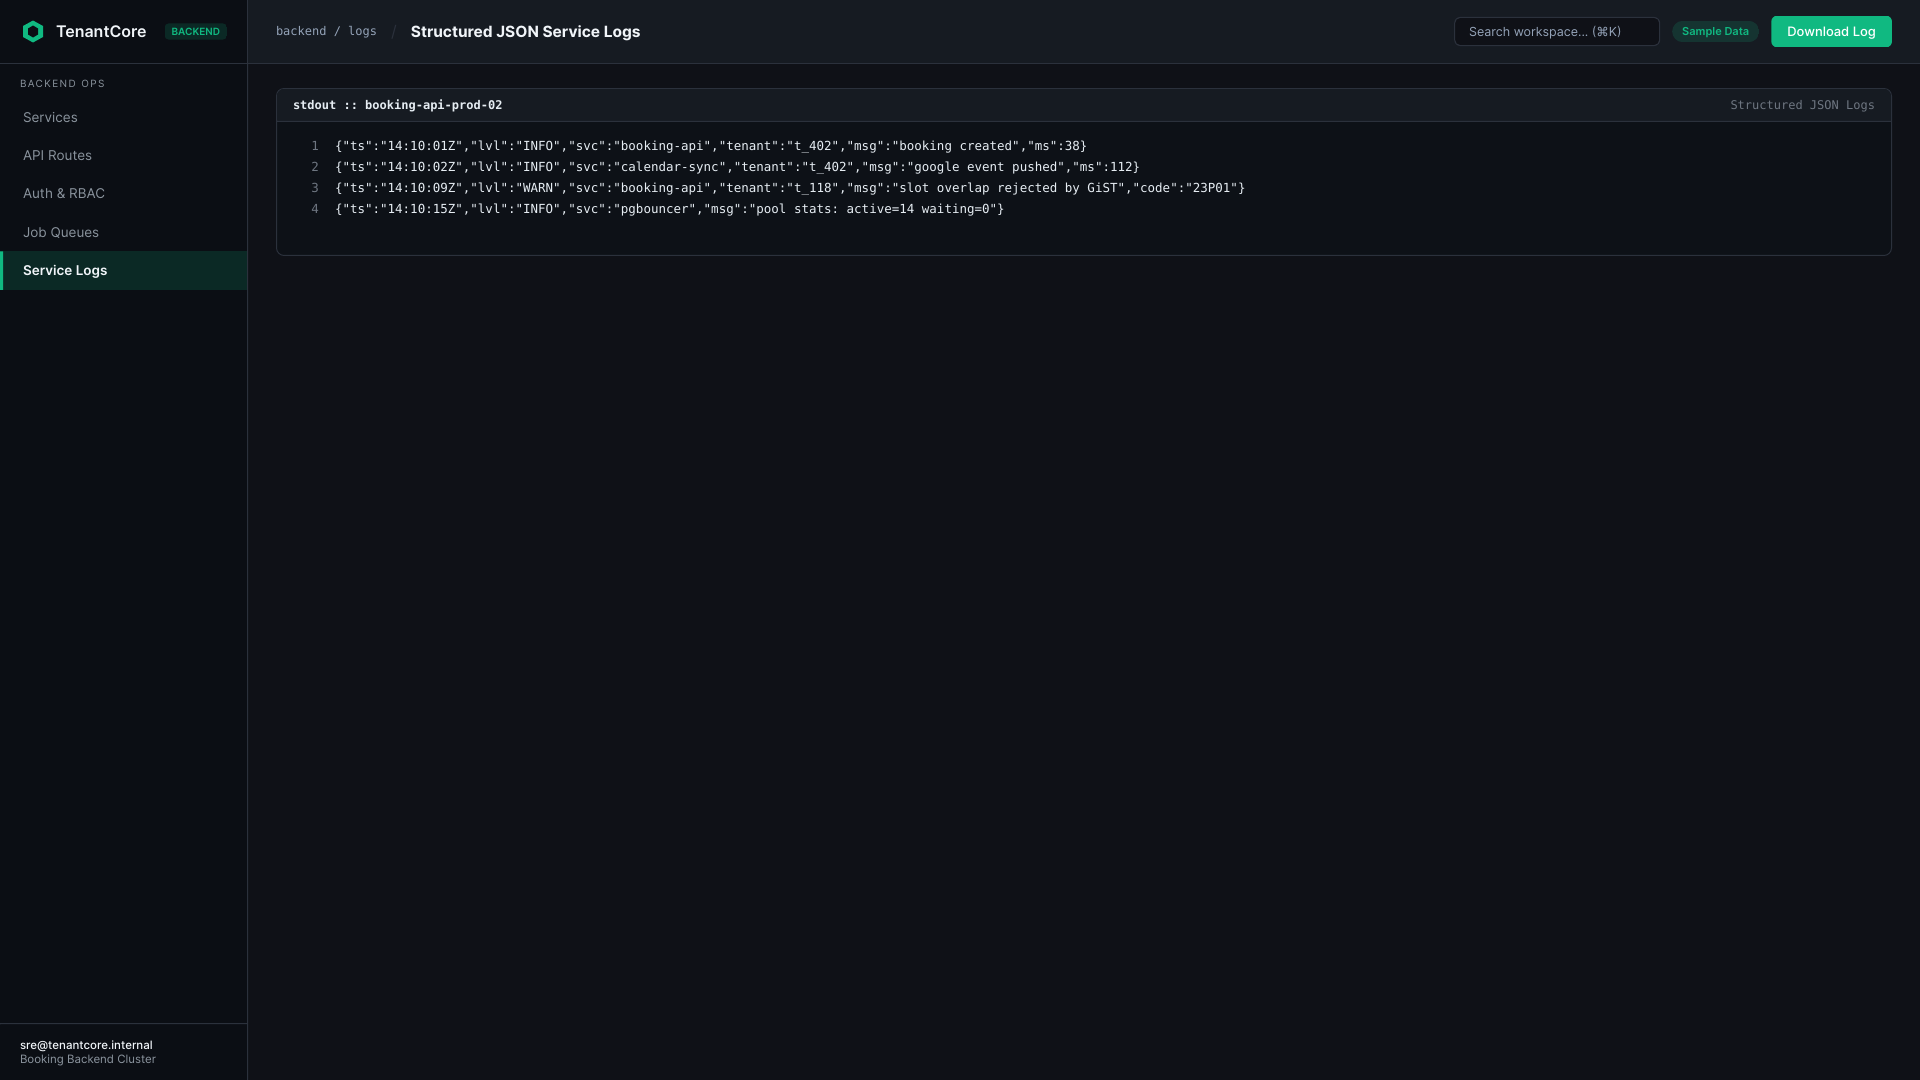 TenantCore BACKEND
BACKEND OPS
Services
API Routes
Auth & RBAC
Job Queues
Service Logs
sre@tenantcore.internal
Booking Backend Cluster
backend / logs / Structured JSON Service Logs
Search workspace... (⌘K)
Sample Data
Download Log
stdout :: booking-api-prod-02
Structured JSON Logs
1 {"ts":"14:10:01Z","lvl":"INFO","svc":"booking-api","tenant":"t_402","msg":"booking created","ms":38}
2 {"ts":"14:10:02Z","lvl":"INFO","svc":"calendar-sync","tenant":"t_402","msg":"google event pushed","ms":112}
3 {"ts":"14:10:09Z","lvl":"WARN","svc":"booking-api","tenant":"t_118","msg":"slot overlap rejected by GiST","code":"23P01"}
4 {"ts":"14:10:15Z","lvl":"INFO","svc":"pgbouncer","msg":"pool stats: active=14 waiting=0"}